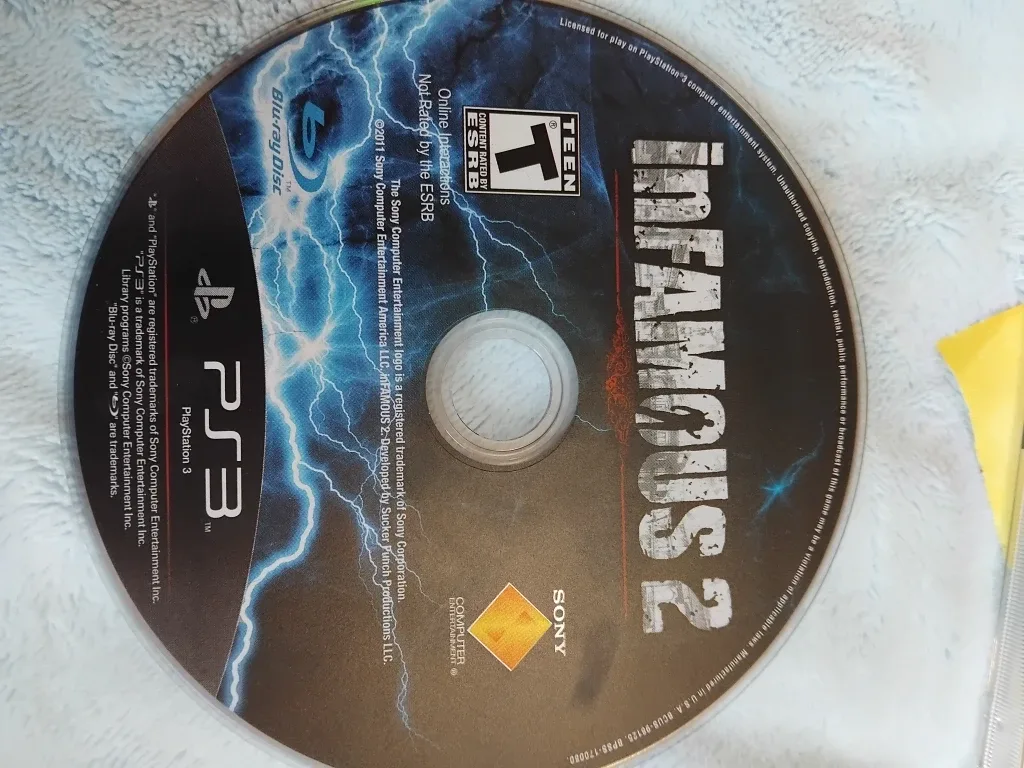 Licensed for play on PlayStation®3 computer entertainment system. Unauthorized copying, reproduction, rental, public performance or broadcast of this game may be a violation of applicable laws. Manufactured in U.S.A. BCUS-98125.
inFAMOUS 2
TEEN
T
®
CONTENT RATED BY
ESRB
Online Interactions
Not Rated by the ESRB
SONY
COMPUTER
ENTERTAINMENT ®
The Sony Computer Entertainment logo is a registered trademark of Sony Corporation.
©2011 Sony Computer Entertainment America LLC. inFAMOUS 2-Developed by Sucker Punch Productions LLC.
Blu-ray Disc™
®
PS3™
PlayStation 3
and "PlayStation" are registered trademarks of Sony Computer Entertainment Inc.
"PS3" is a trademark of Sony Computer Entertainment Inc.
Library programs ©Sony Computer Entertainment Inc.
"Blu-ray Disc" and are trademarks.